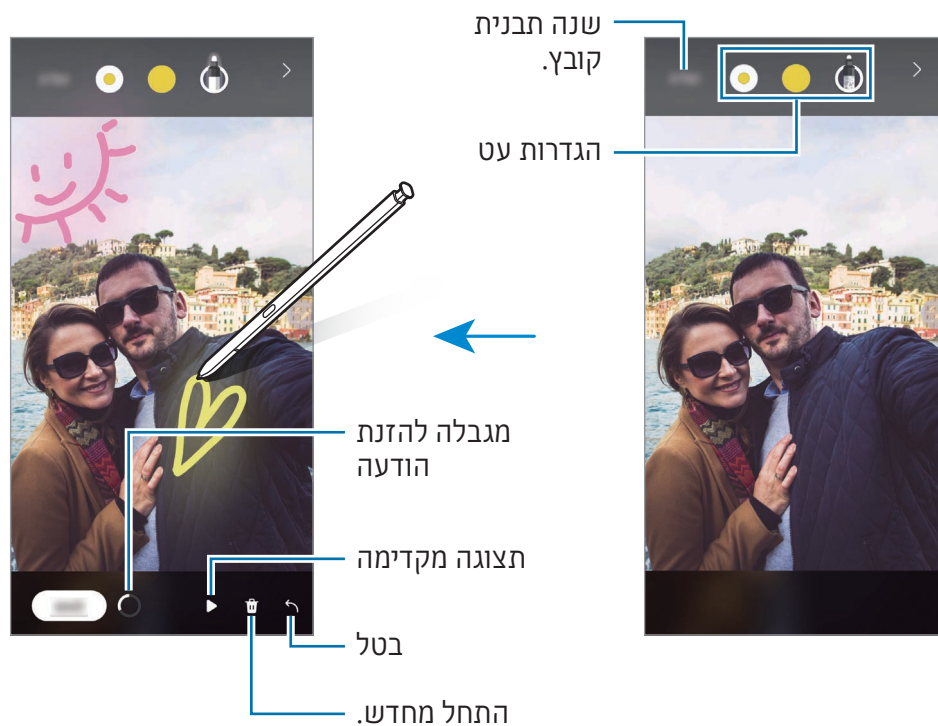 שנה תבנית
קובץ.
הגדרות עט
מגבלה להזנת
הודעה
תצוגה מקדימה
בטל
התחל מחדש.